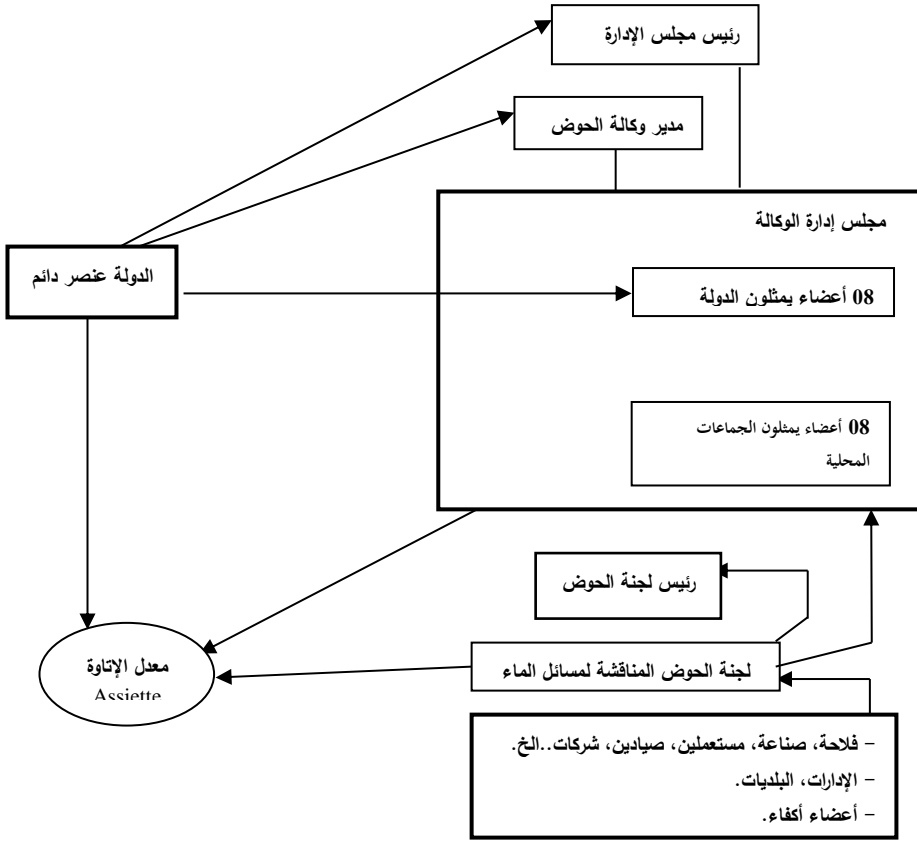 رئيس مجلس الإدارة
مدير وكالة الحوض
مجلس إدارة الوكالة
الدولة عنصر دائم
08 أعضاء يمثلون الدولة
08 أعضاء يمثلون الجماعات
المحلية
رئيس لجنة الحوض
لجنة الحوض المناقشة لمسائل الماء
معدل الإتاوة
Assiette
- فلاحة، صناعة، مستعملين، صيادين، شركات..الخ.
- الإدارات، البلديات.
- أعضاء أكفاء.